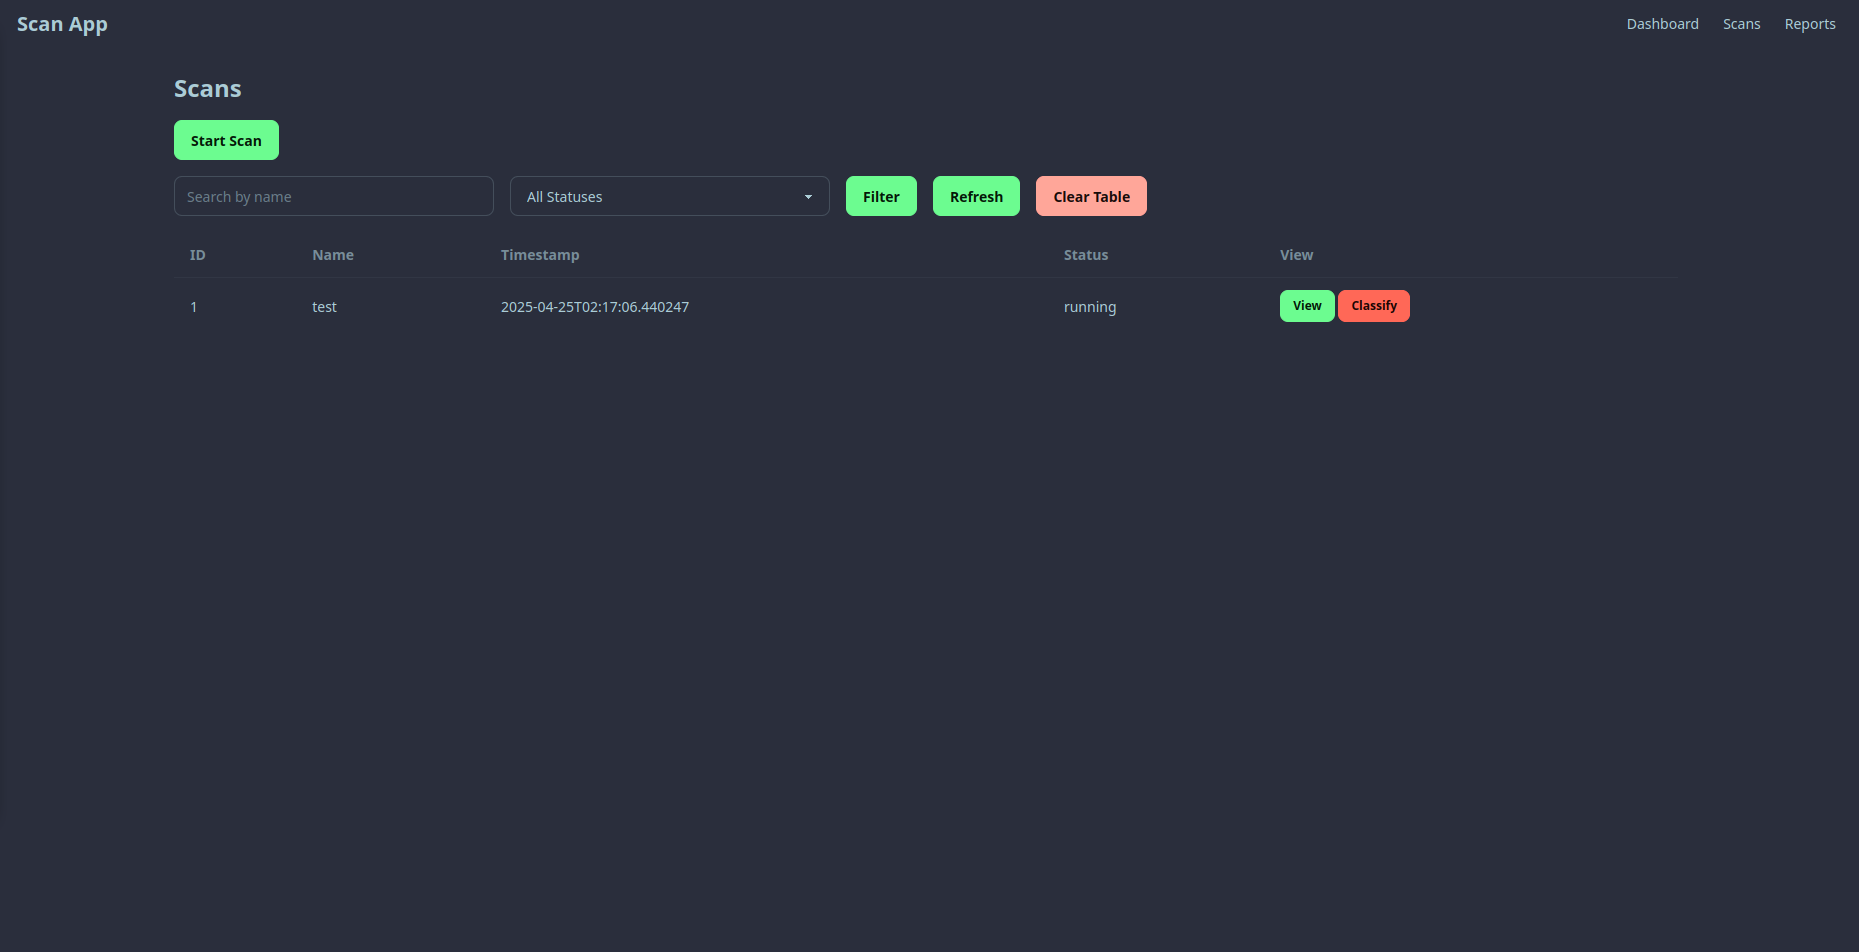 Scan App Dashboard Scans Reports
Scans
Start Scan
Search by name All Statuses Filter Refresh Clear Table
ID Name Timestamp Status View
1 test 2025-04-25T02:17:06.440247 running View Classify